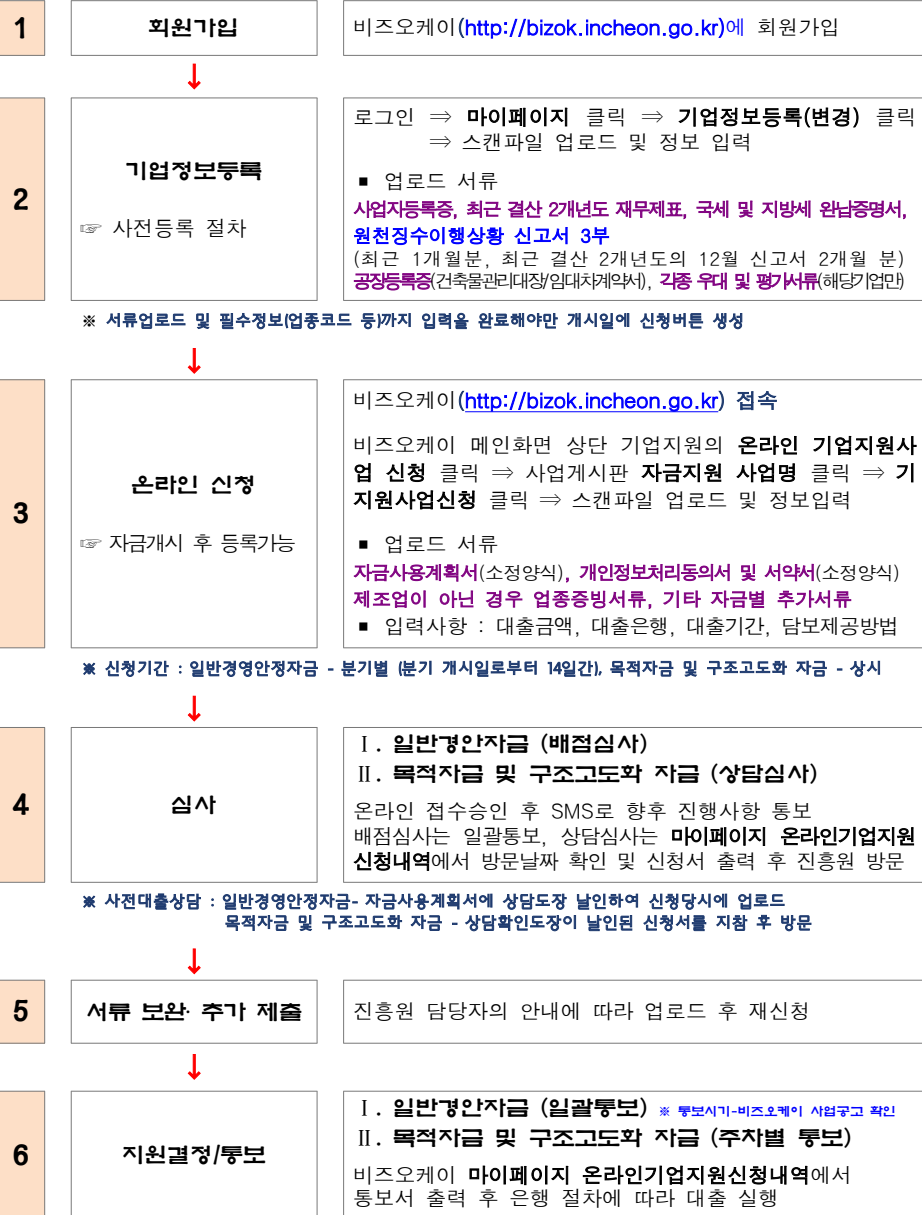 1
회원가입
비즈오케이(http://bizok.incheon.go.kr)에 회원가입
↓
2
기업정보등록
☞ 사전등록 절차
로그인 ⇒ 마이페이지 클릭 ⇒ 기업정보등록(변경) 클릭
⇒ 스캔파일 업로드 및 정보 입력
▪ 업로드 서류
사업자등록증, 최근 결산 2개년도 재무제표, 국세 및 지방세 완납증명서,
원천징수이행상황 신고서 3부
(최근 1개월분, 최근 결산 2개년도의 12월 신고서 2개월 분)
공장등록증(건축물관리대장/임대차계약서), 각종 우대 및 평가서류(해당기업만)
※ 서류업로드 및 필수정보(업종코드 등)까지 입력을 완료해야만 개시일에 신청버튼 생성
↓
3
온라인 신청
☞ 자금개시 후 등록가능
비즈오케이(http://bizok.incheon.go.kr) 접속
비즈오케이 메인화면 상단 기업지원의 온라인 기업지원사
업 신청 클릭 ⇒ 사업게시판 자금지원 사업명 클릭 ⇒ 기
지원사업신청 클릭 ⇒ 스캔파일 업로드 및 정보입력
▪ 업로드 서류
자금사용계획서(소정양식), 개인정보처리동의서 및 서약서(소정양식)
제조업이 아닌 경우 업종증빙서류, 기타 자금별 추가서류
▪ 입력사항 : 대출금액, 대출은행, 대출기간, 담보제공방법
※ 신청기간 : 일반경영안정자금 - 분기별 (분기 개시일로부터 14일간), 목적자금 및 구조고도화 자금 - 상시
↓
4
심사
Ⅰ. 일반경안자금 (배점심사)
Ⅱ. 목적자금 및 구조고도화 자금 (상담심사)
온라인 접수승인 후 SMS로 향후 진행사항 통보
배점심사는 일괄통보, 상담심사는 마이페이지 온라인기업지원
신청내역에서 방문날짜 확인 및 신청서 출력 후 진흥원 방문
※ 사전대출상담 : 일반경영안정자금- 자금사용계획서에 상담도장 날인하여 신청당시에 업로드
목적자금 및 구조고도화 자금 - 상담확인도장이 날인된 신청서를 지참 후 방문
↓
5
서류 보완· 추가 제출
진흥원 담당자의 안내에 따라 업로드 후 재신청
↓
6
지원결정/통보
Ⅰ. 일반경안자금 (일괄통보) ※ 통보시기-비즈오케이 사업공고 확인
Ⅱ. 목적자금 및 구조고도화 자금 (주차별 통보)
비즈오케이 마이페이지 온라인기업지원신청내역에서
통보서 출력 후 은행 절차에 따라 대출 실행